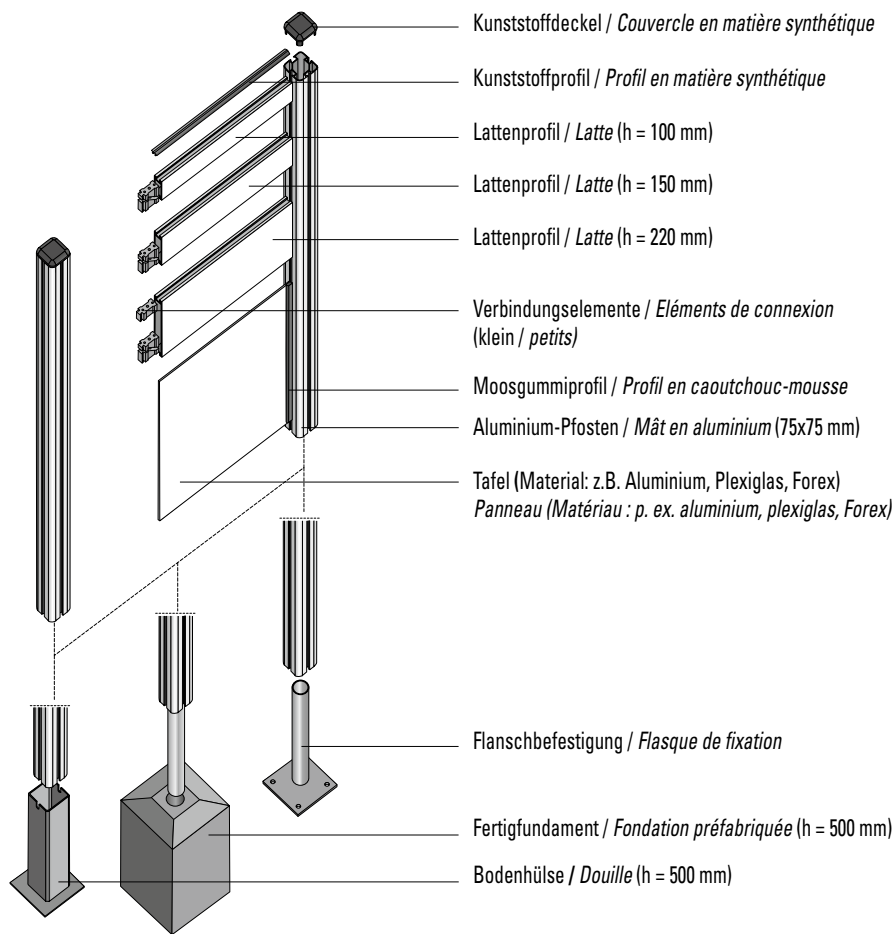 Kunststoffdeckel / Couvercle en matière synthétique
Kunststoffprofil / Profil en matière synthétique
Lattenprofil / Latte (h = 100 mm)
Lattenprofil / Latte (h = 150 mm)
Lattenprofil / Latte (h = 220 mm)
Verbindungselemente / Eléments de connexion
(klein / petits)
Moosgummiprofil / Profil en caoutchouc-mousse
Aluminium-Pfosten / Mât en aluminium (75x75 mm)
Tafel (Material: z.B. Aluminium, Plexiglas, Forex)
Panneau (Matériau : p. ex. aluminium, plexiglas, Forex)
Flanschbefestigung / Flasque de fixation
Fertigfundament / Fondation préfabriquée (h = 500 mm)
Bodenhülse / Douille (h = 500 mm)